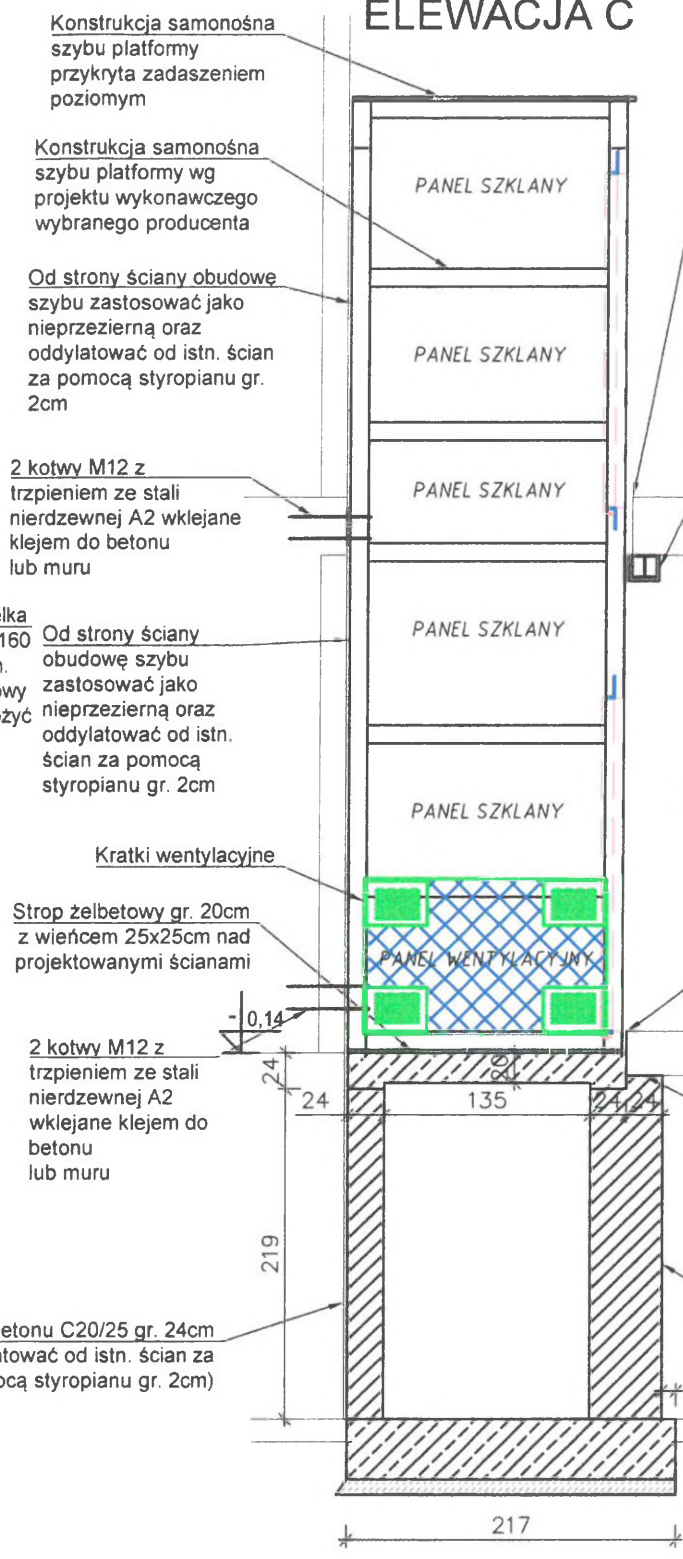 ELEWACJA C
Konstrukcja samonośna
szybu platformy
przykryta zadaszeniem
poziomym
Konstrukcja samonośna
szybu platformy wg
projektu wykonawczego
wybranego producenta
Od strony ściany obudowę
szybu zastosować jako
nieprzezierną oraz
oddylatować od istn. ścian
za pomocą styropianu gr.
2cm
2 kotwy M12 z
trzpieniem ze stali
nierdzewnej A2 wklejane
klejem do betonu
lub muru
elka
160
owy
żyć
Od strony ściany
obudowę szybu
zastosować jako
nieprzezierną oraz
oddylatować od istn.
ścian za pomocą
styropianu gr. 2cm
Kratki wentylacyjne
Strop żelbetowy gr. 20cm
z wieńcem 25x25cm nad
projektowanymi ścianami
2 kotwy M12 z
trzpieniem ze stali
nierdzewnej A2
wklejane klejem do
betonu
lub muru
etonu C20/25 gr. 24cm
tować od istn. ścian za
ocą styropianu gr. 2cm)
PANEL SZKLANY
PANEL SZKLANY
PANEL SZKLANY
PANEL SZKLANY
PANEL SZKLANY
PANEL WENTYLACYJNY
-0,14
24
20
24 135 24 24
219
217